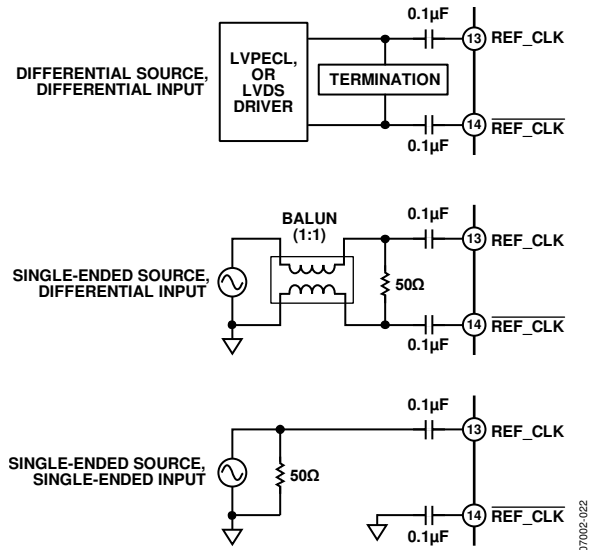 0.1µF
13 REF_CLK
LVPECL,
OR
LVDS
DRIVER
TERMINATION
DIFFERENTIAL SOURCE,
DIFFERENTIAL INPUT
14 REF_CLK
0.1µF
0.1µF
BALUN
(1:1)
13 REF_CLK
SINGLE-ENDED SOURCE,
DIFFERENTIAL INPUT
50Ω
14 REF_CLK
0.1µF
0.1µF
13 REF_CLK
SINGLE-ENDED SOURCE,
SINGLE-ENDED INPUT
50Ω
14 REF_CLK
0.1µF
07002-022